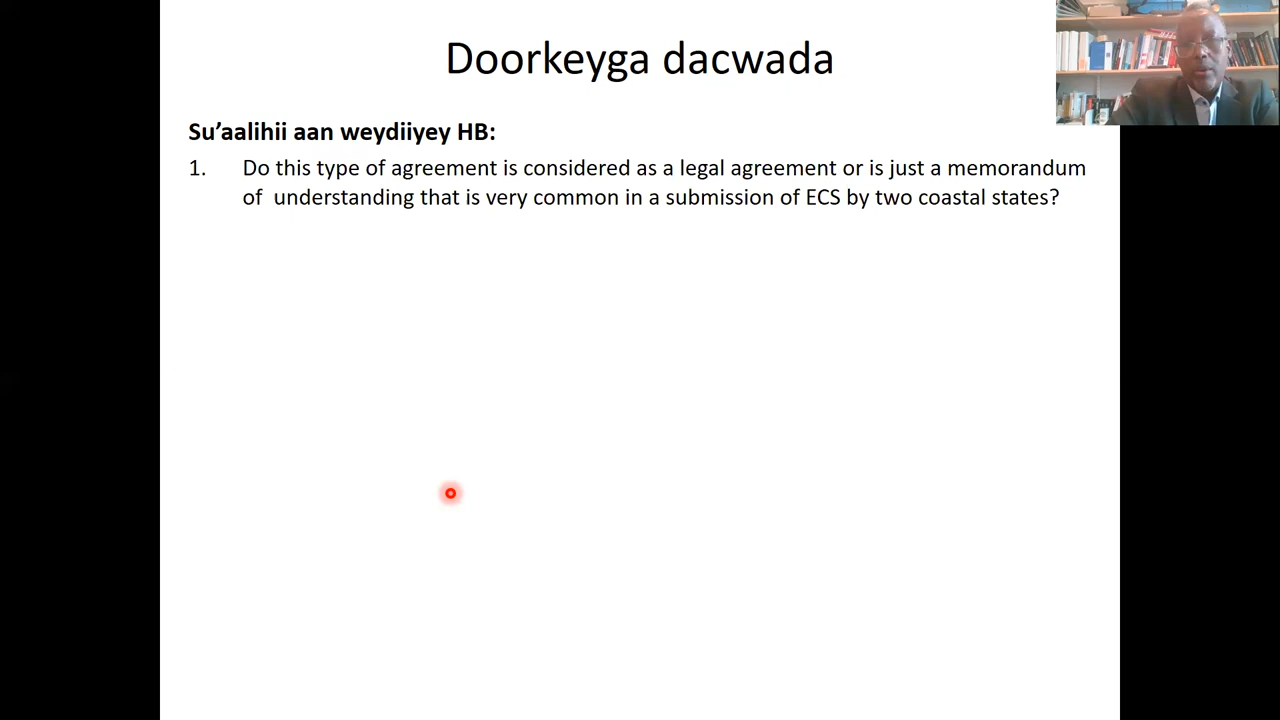 Doorkeyga dacwada
Su’aalihii aan weydiiyey HB:
1. Do this type of agreement is considered as a legal agreement or is just a memorandum
of understanding that is very common in a submission of ECS by two coastal states?